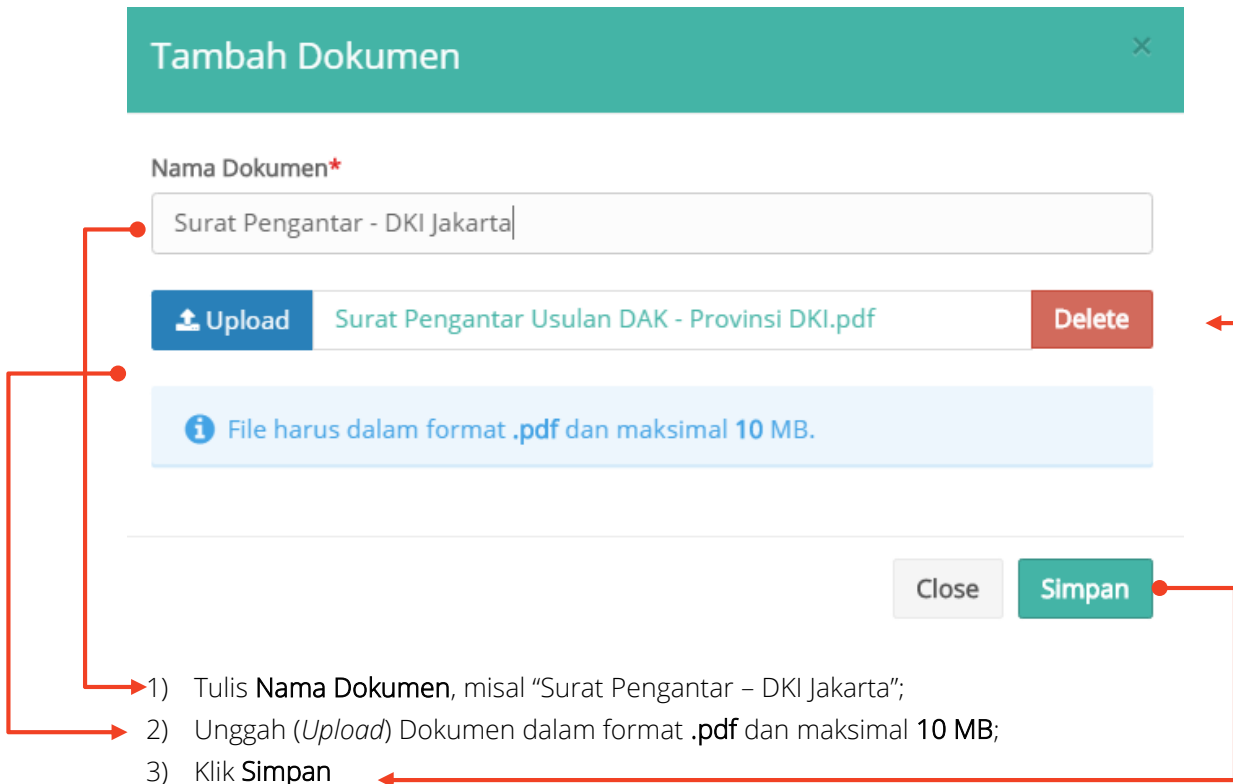 Tambah Dokumen
×
Nama Dokumen*
Surat Pengantar - DKI Jakarta
Upload Surat Pengantar Usulan DAK - Provinsi DKI.pdf Delete
File harus dalam format .pdf dan maksimal 10 MB.
Close Simpan
1) Tulis Nama Dokumen, misal “Surat Pengantar – DKI Jakarta”;
2) Unggah (Upload) Dokumen dalam format .pdf dan maksimal 10 MB;
3) Klik Simpan